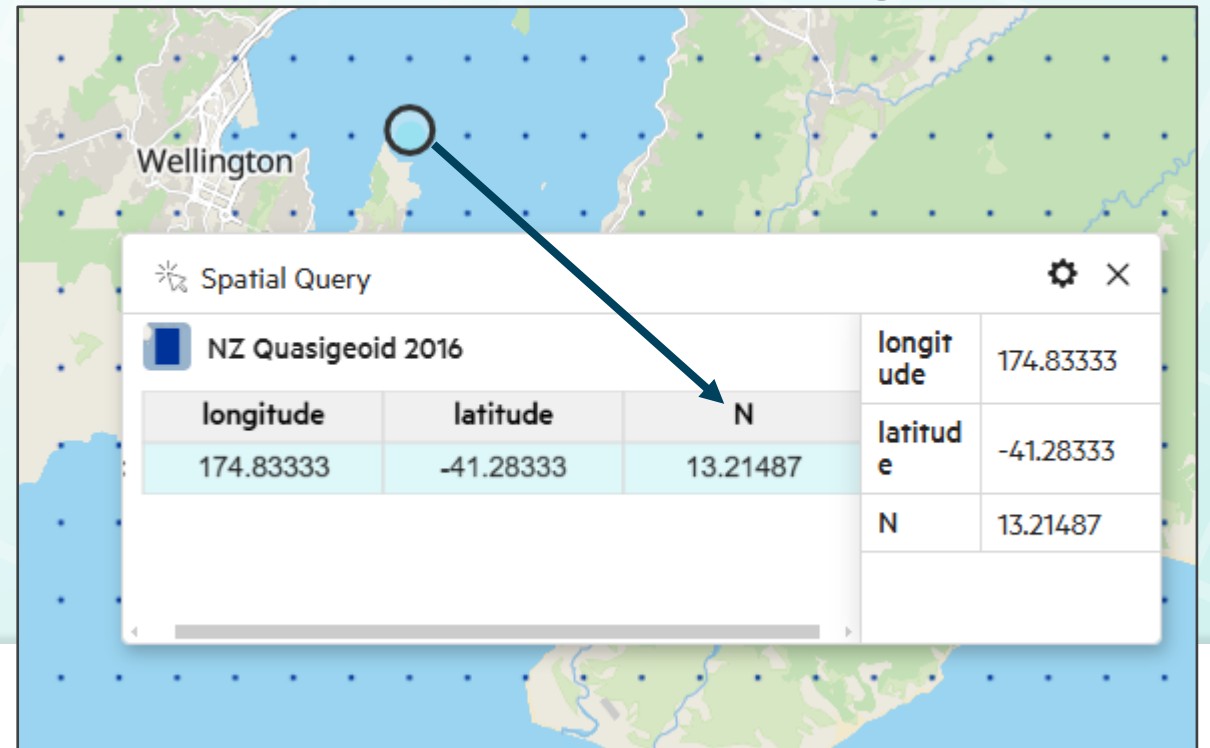 Wellington
Spatial Query
NZ Quasigeoid 2016
longitude latitude N
174.83333 -41.28333 13.21487
longit
ude
174.83333
latitud
e
-41.28333
N 13.21487